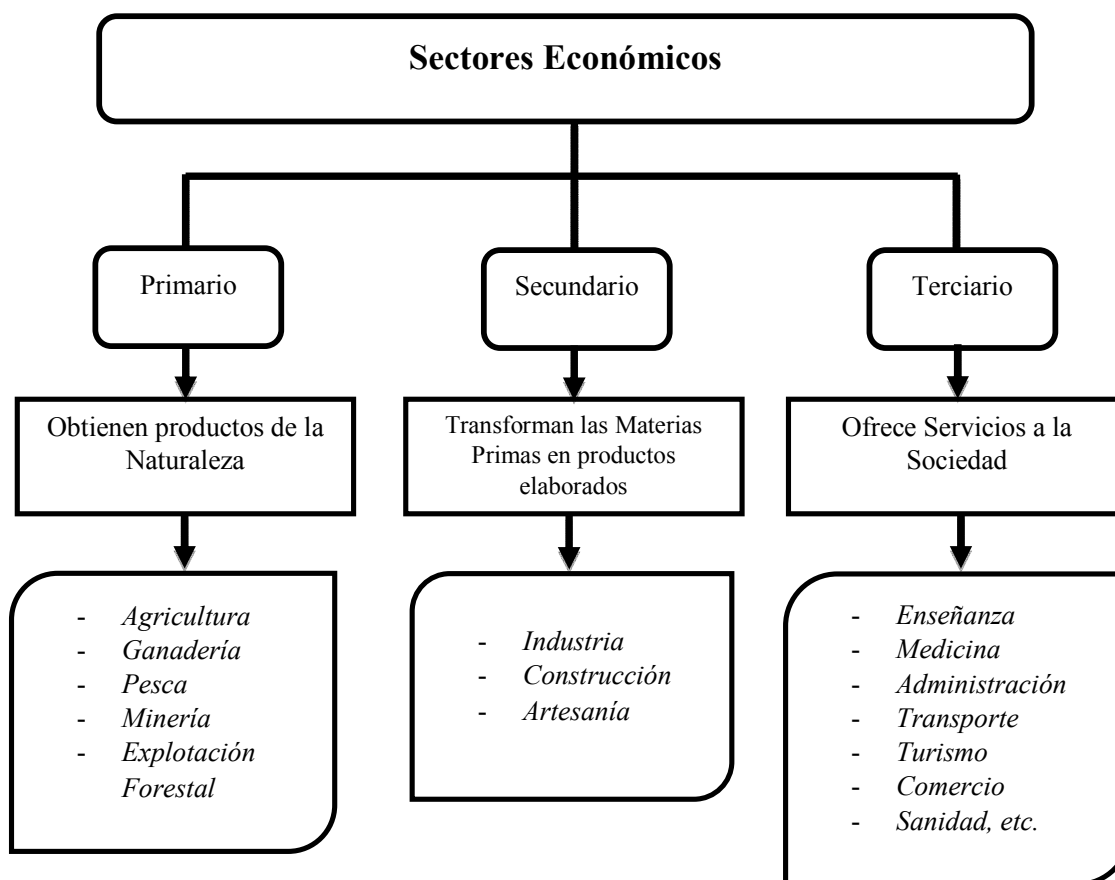 Sectores Económicos
Primario
Secundario
Terciario
Obtienen productos de la
Naturaleza
Transforman las Materias
Primas en productos
elaborados
Ofrece Servicios a la
Sociedad
- Agricultura
- Ganadería
- Pesca
- Minería
- Explotación
Forestal
- Industria
- Construcción
- Artesanía
- Enseñanza
- Medicina
- Administración
- Transporte
- Turismo
- Comercio
- Sanidad, etc.